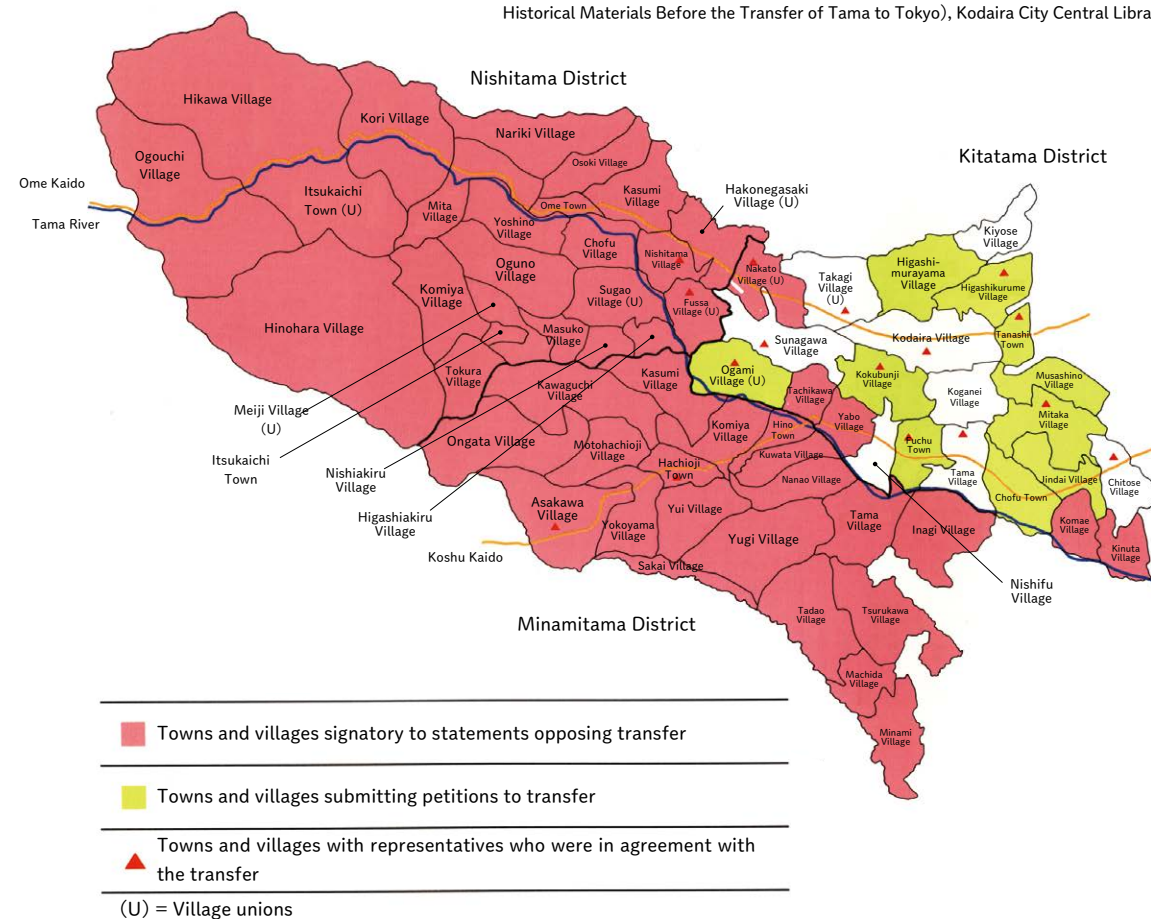 Historical Materials Before the Transfer of Tama to Tokyo), Kodaira City Central Libra
Nishitama District
Hikawa Village
Kori Village
Nariki Village
Osoki Village
Ogouchi
Village
Kitatama District
Ome Kaido
Tama River
Itsukaichi
Town (U)
Mita
Village
Ome Town
Kasumi
Village
Hakonegasaki
Village (U)
Yoshino
Village
Chofu
Village
Nishitama
Village
Nakato
Village (U)
Takagi
Village
(U)
Higashi-
murayama
Village
Kiyose
Village
Higashikurume
Village
Oguno
Village
Komiya
Village
Sugao
Village (U)
Fussa
Village (U)
Hinohara Village
Masuko
Village
Sunagawa
Village
Kodaira Village
Tanashi
Town
Tokura
Village
Kawaguchi
Village
Kasumi
Village
Ogami
Village (U)
Kokubunji
Village
Koganei
Village
Musashino
Village
Tachikawa
Village
Mitaka
Village
Meiji Village
(U)
Ongata Village
Motohachioji
Village
Komiya
Village
Hino
Town
Yabo
Village
Fuchu
Town
Itsukaichi
Town
Nishiakiru
Village
Hachioji
Town
Kuwata Village
Nanao Village
Tama
Village
Chofu Town
Jindai Village
Chitose
Village
Higashiakiru
Village
Asakawa
Village
Yokoyama
Village
Yui Village
Yugi Village
Tama
Village
Inagi Village
Komae
Village
Kinuta
Village
Koshu Kaido
Sakai Village
Nishifu
Village
Minamitama District
Tadao
Village
Tsurukawa
Village
Machida
Village
Minami
Village
Towns and villages signatory to statements opposing transfer
Towns and villages submitting petitions to transfer
Towns and villages with representatives who were in agreement with
the transfer
(U) = Village unions